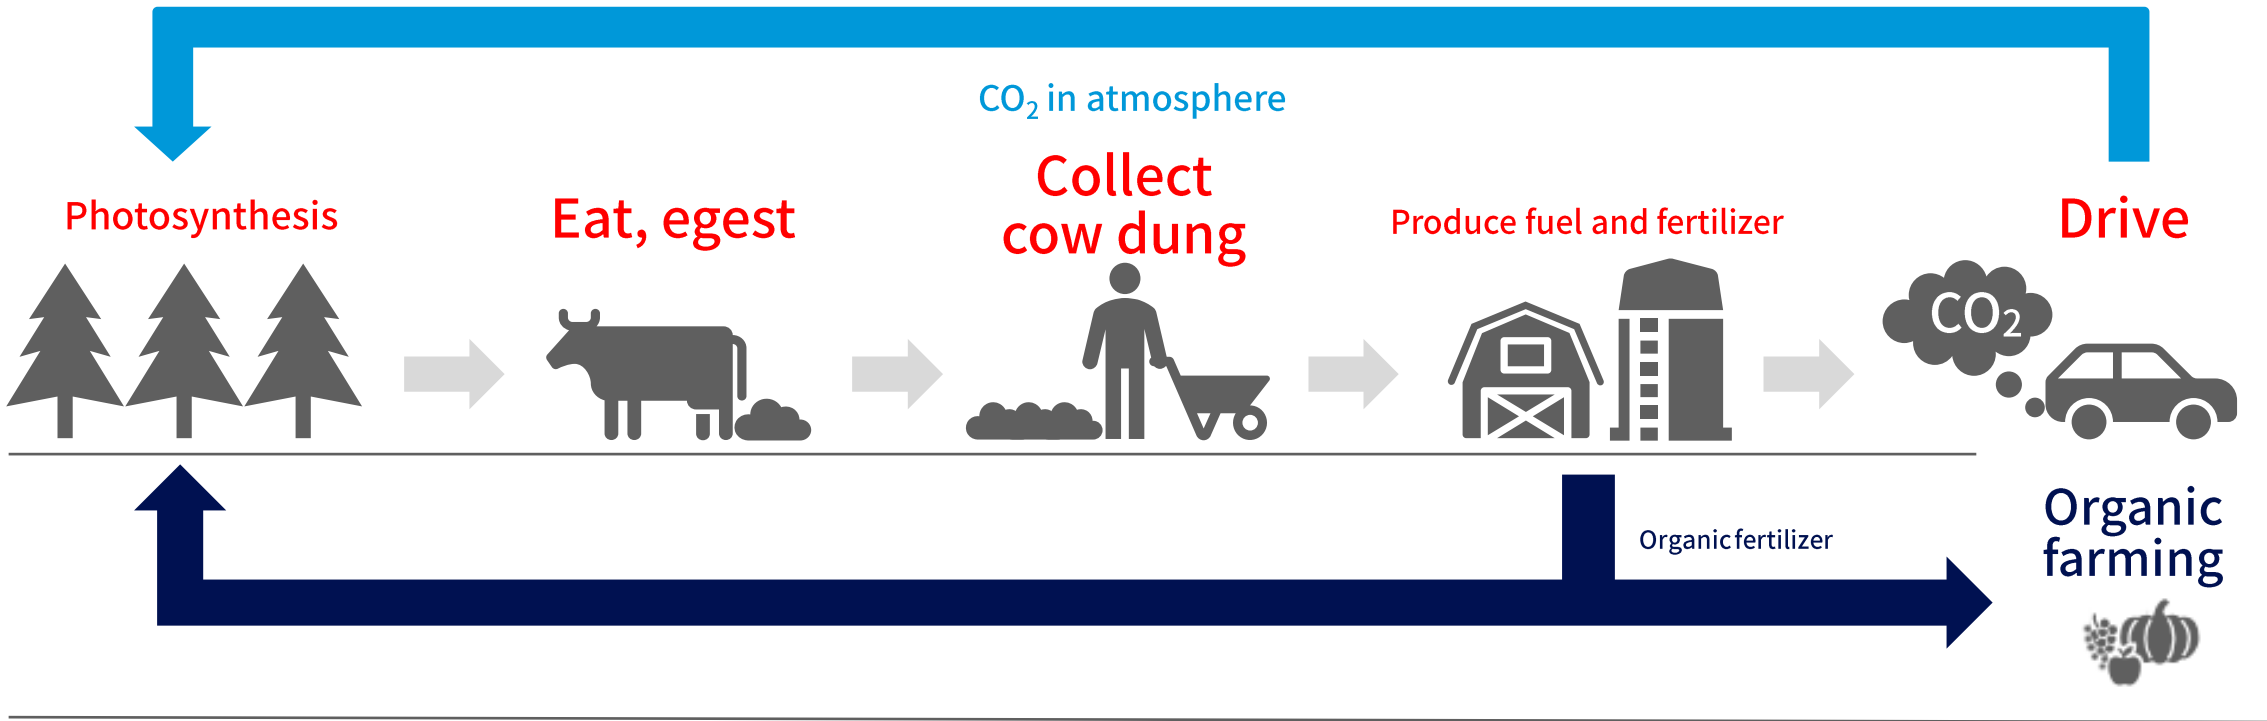 CO₂ in atmosphere
Photosynthesis
Eat, egest
Collect
cow dung
Produce fuel and fertilizer
Drive
CO₂
Organic fertilizer
Organic
farming